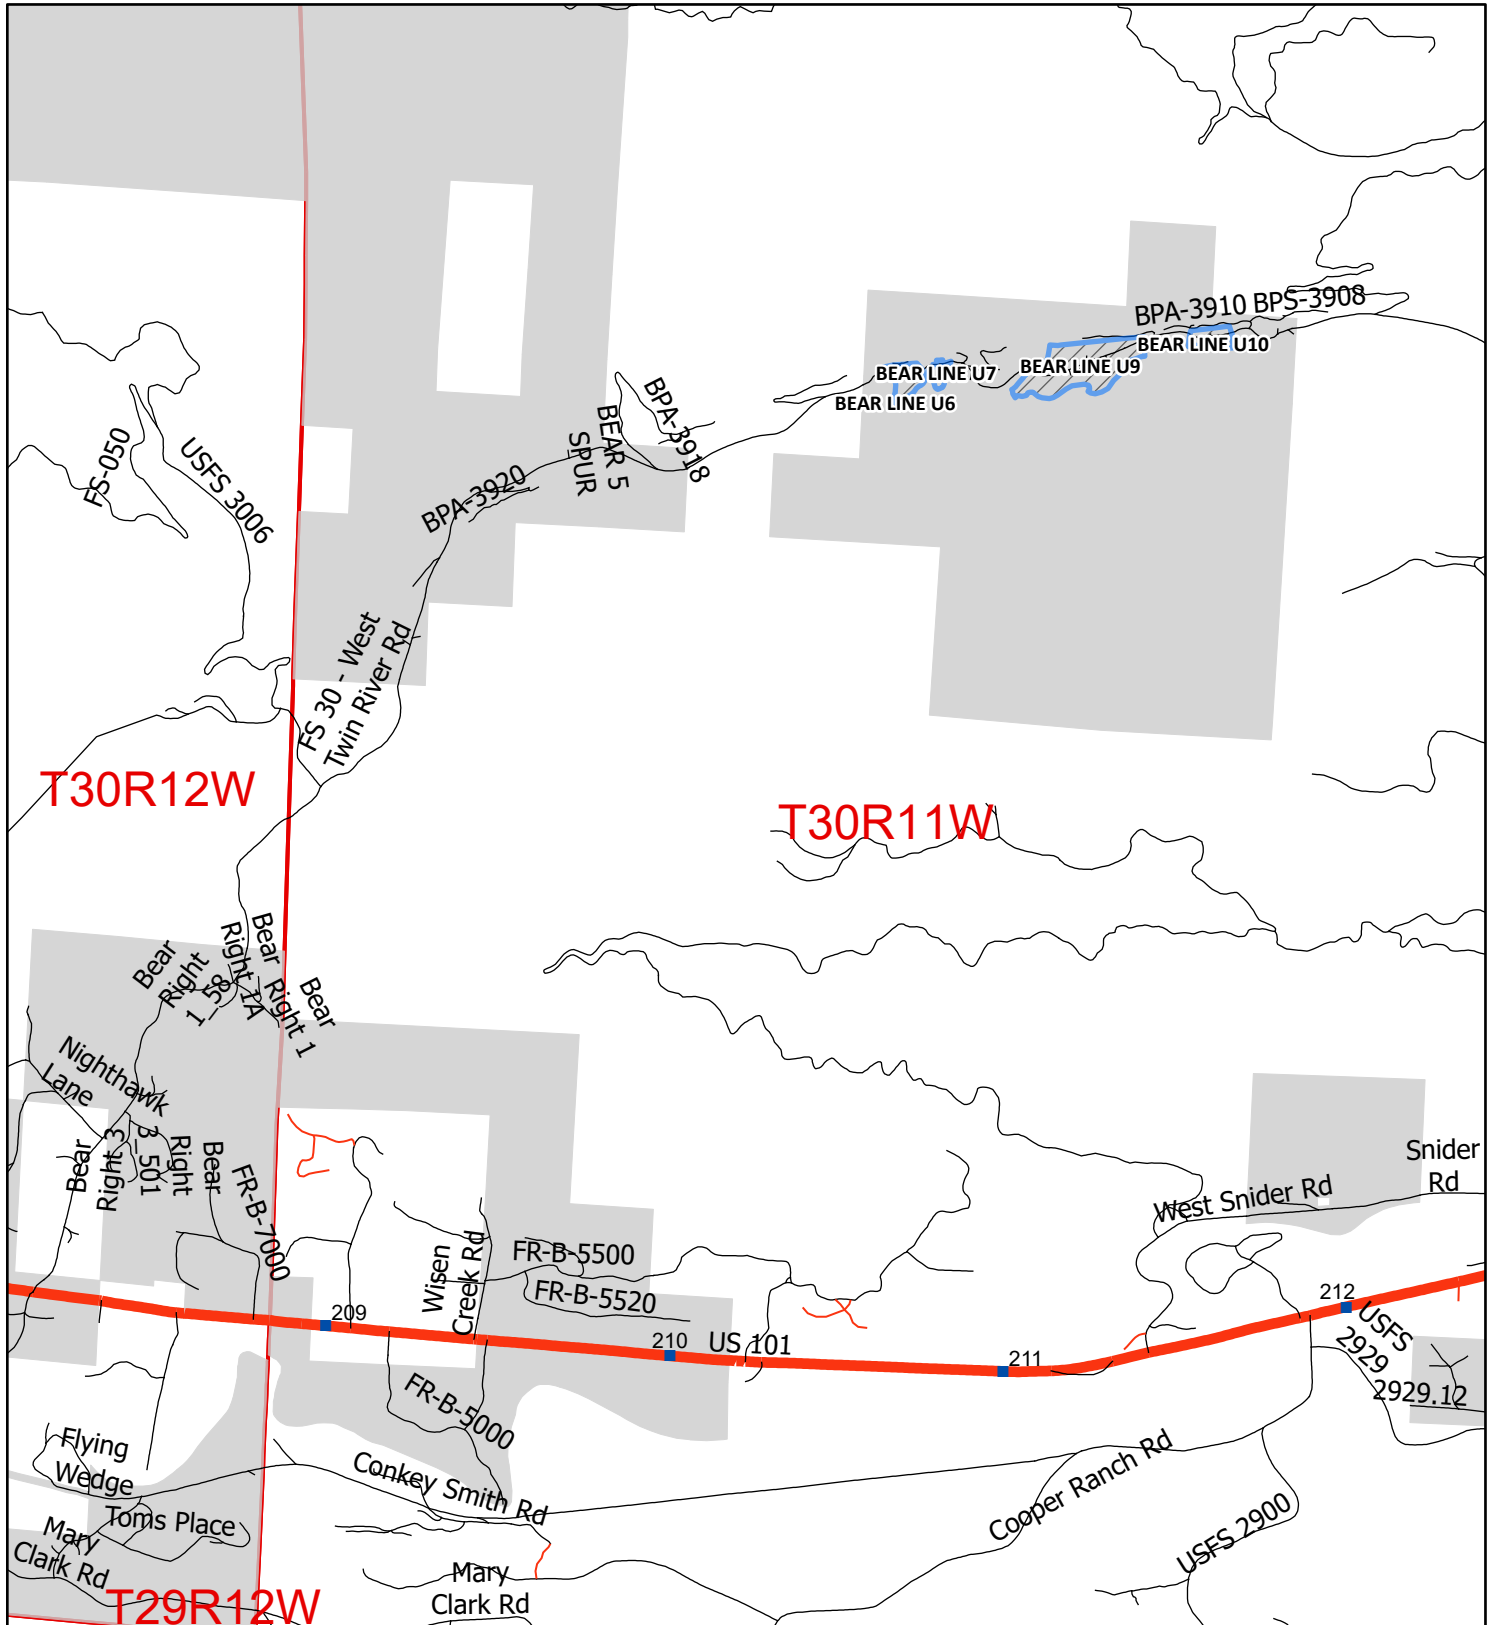 BPA-3910 BPS-3908
BEAR LINE U10
BEAR LINE U9
BEAR LINE U7
BEAR LINE U6
BPA-3918
BEAR 5
SPUR
BPA-3920
FS-050
USFS 3006
FS 30 - West
Twin River Rd
T30R12W
T30R11W
Bear
Right
1_58
Bear
Right 1A
Bear
Right 1
Nighthawk
Lane
Bear
Right 3
Bear
Right
3_501
FR-B-7000
Snider
Rd
West Snider Rd
Wisen
Creek Rd
FR-B-5500
FR-B-5520
209
210
US 101
211
212
USFS
2929
2929.12
FR-B-5000
Flying
Wedge
Conkey Smith Rd
Cooper Ranch Rd
Toms Place
Mary
Clark Rd
USFS 2900
Mary
Clark Rd
T29R12W